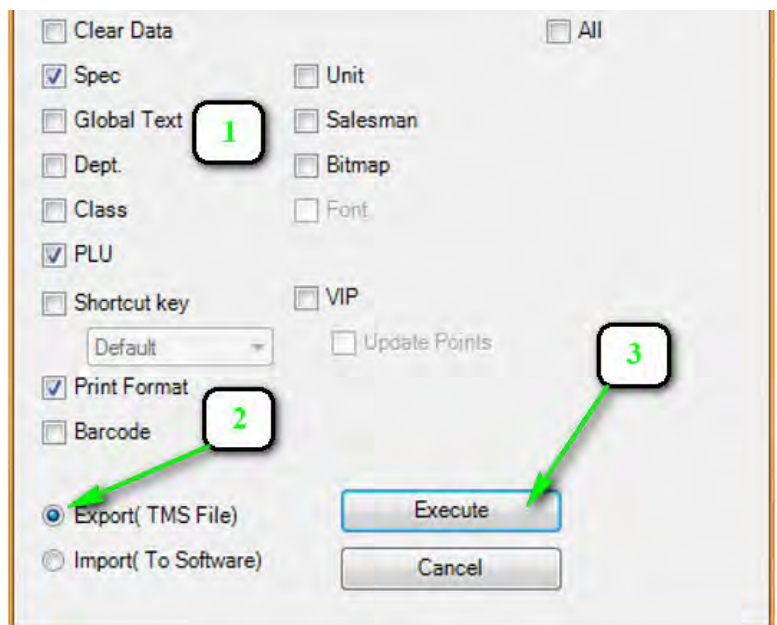 Clear Data All
Spec Unit
Global Text 1 Salesman
Dept. Bitmap
Class Font
PLU
Shortcut key VIP
Default Update Points 3
Print Format
2
Barcode
Export( TMS File) Execute
Import( To Software) Cancel